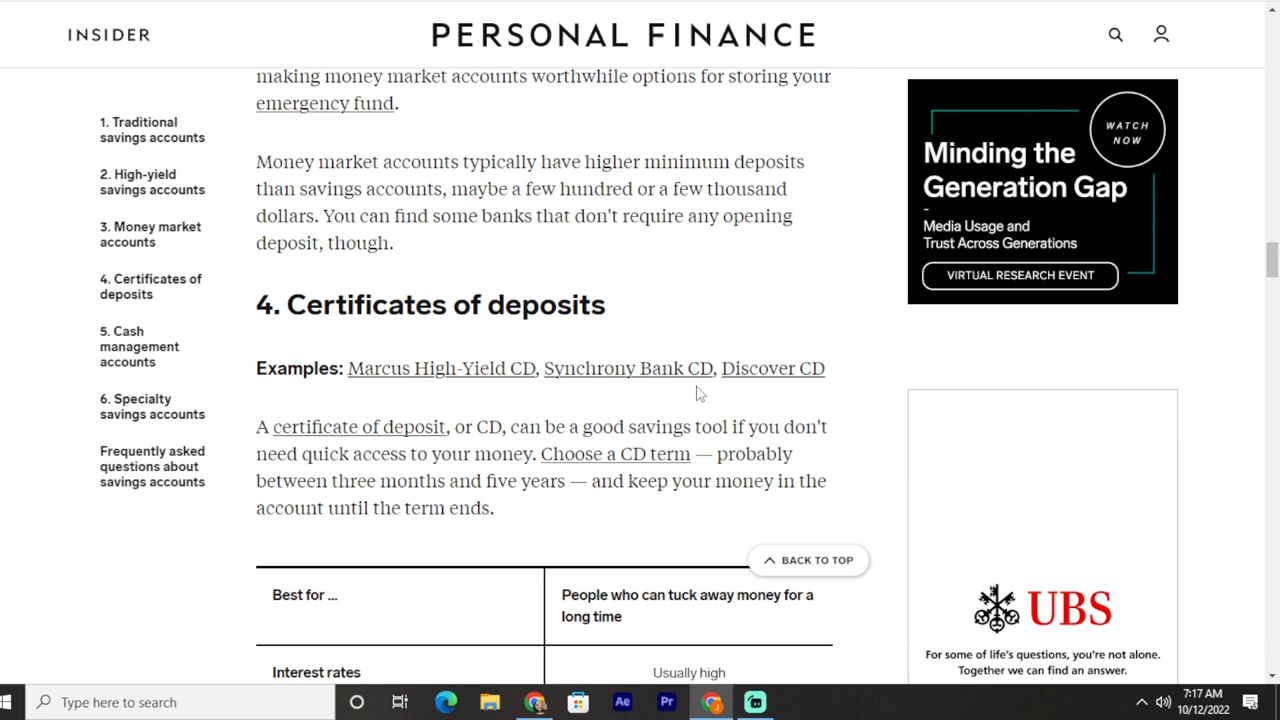 INSIDER
PERSONAL FINANCE
1. Traditional
savings accounts
2. High-yield
savings accounts
3. Money market
accounts
4. Certificates of
deposits
5. Cash
management
accounts
6. Specialty
savings accounts
Frequently asked
questions about
savings accounts
making money market accounts worthwhile options for storing your
emergency fund.
Money market accounts typically have higher minimum deposits
than savings accounts, maybe a few hundred or a few thousand
dollars. You can find some banks that don't require any opening
deposit, though.
4. Certificates of deposits
Examples: Marcus High-Yield CD, Synchrony Bank CD, Discover CD
A certificate of deposit, or CD, can be a good savings tool if you don't
need quick access to your money. Choose a CD term — probably
between three months and five years — and keep your money in the
account until the term ends.
BACK TO TOP
Best for ...
People who can tuck away money for a
long time
Interest rates
Usually high
WATCH
NOW
Minding the
Generation Gap
-
Media Usage and
Trust Across Generations
VIRTUAL RESEARCH EVENT
UBS
For some of life's questions, you're not alone.
Together we can find an answer.
Type here to search
Ae
Pr
7:17 AM
10/12/2022